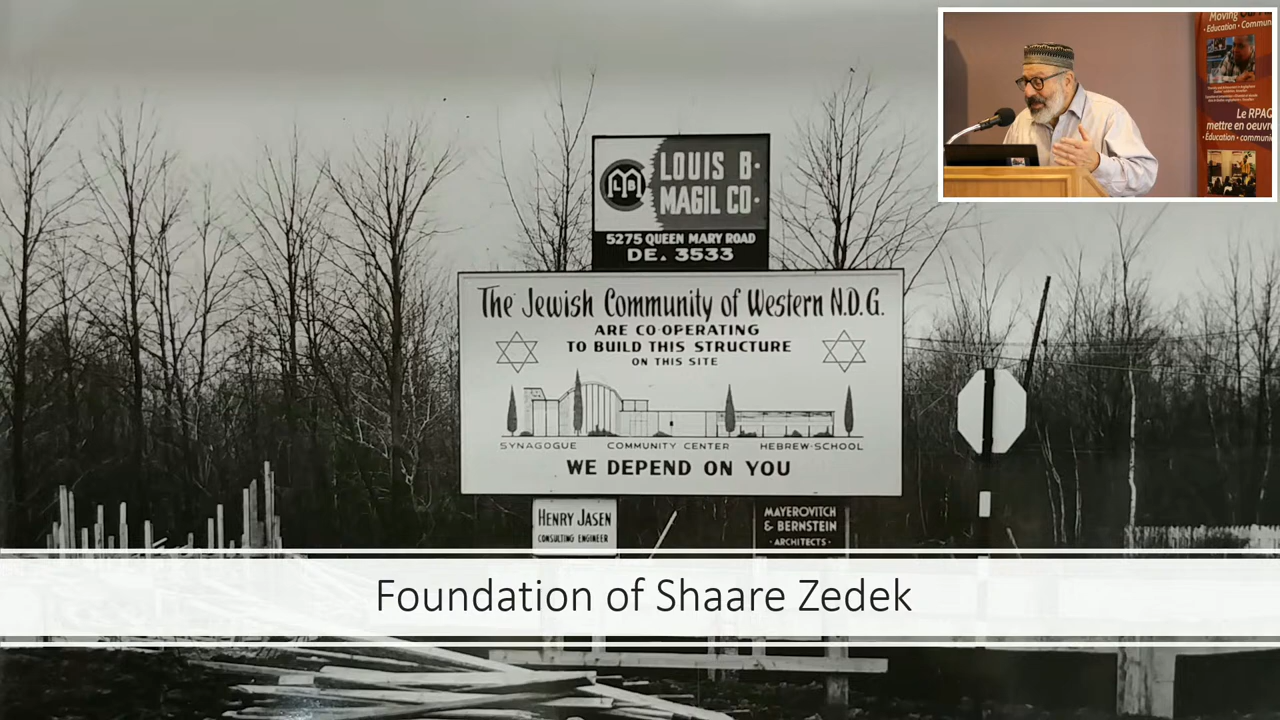 LOUIS B.
MAGIL CO.
5275 QUEEN MARY ROAD
DE. 3533
The Jewish Community of Western N.D.G.
ARE CO-OPERATING
TO BUILD THIS STRUCTURE
ON THIS SITE
SYNAGOGUE COMMUNITY CENTER HEBREW-SCHOOL
WE DEPEND ON YOU
HENRY JASEN
CONSULTING ENGINEER
MAYEROVITCH
& BERNSTEIN
·ARCHITECTS·
Foundation of Shaare Zedek
Moving
·Education·Commun
Le RPAQ
mettre en oeuvre
·Education·communi